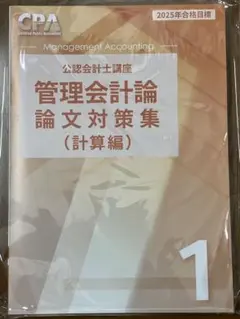 CPA
2025年合格目標
Management Accounting
公認会計士講座
管理会計論
論文対策集
(計算編)
1